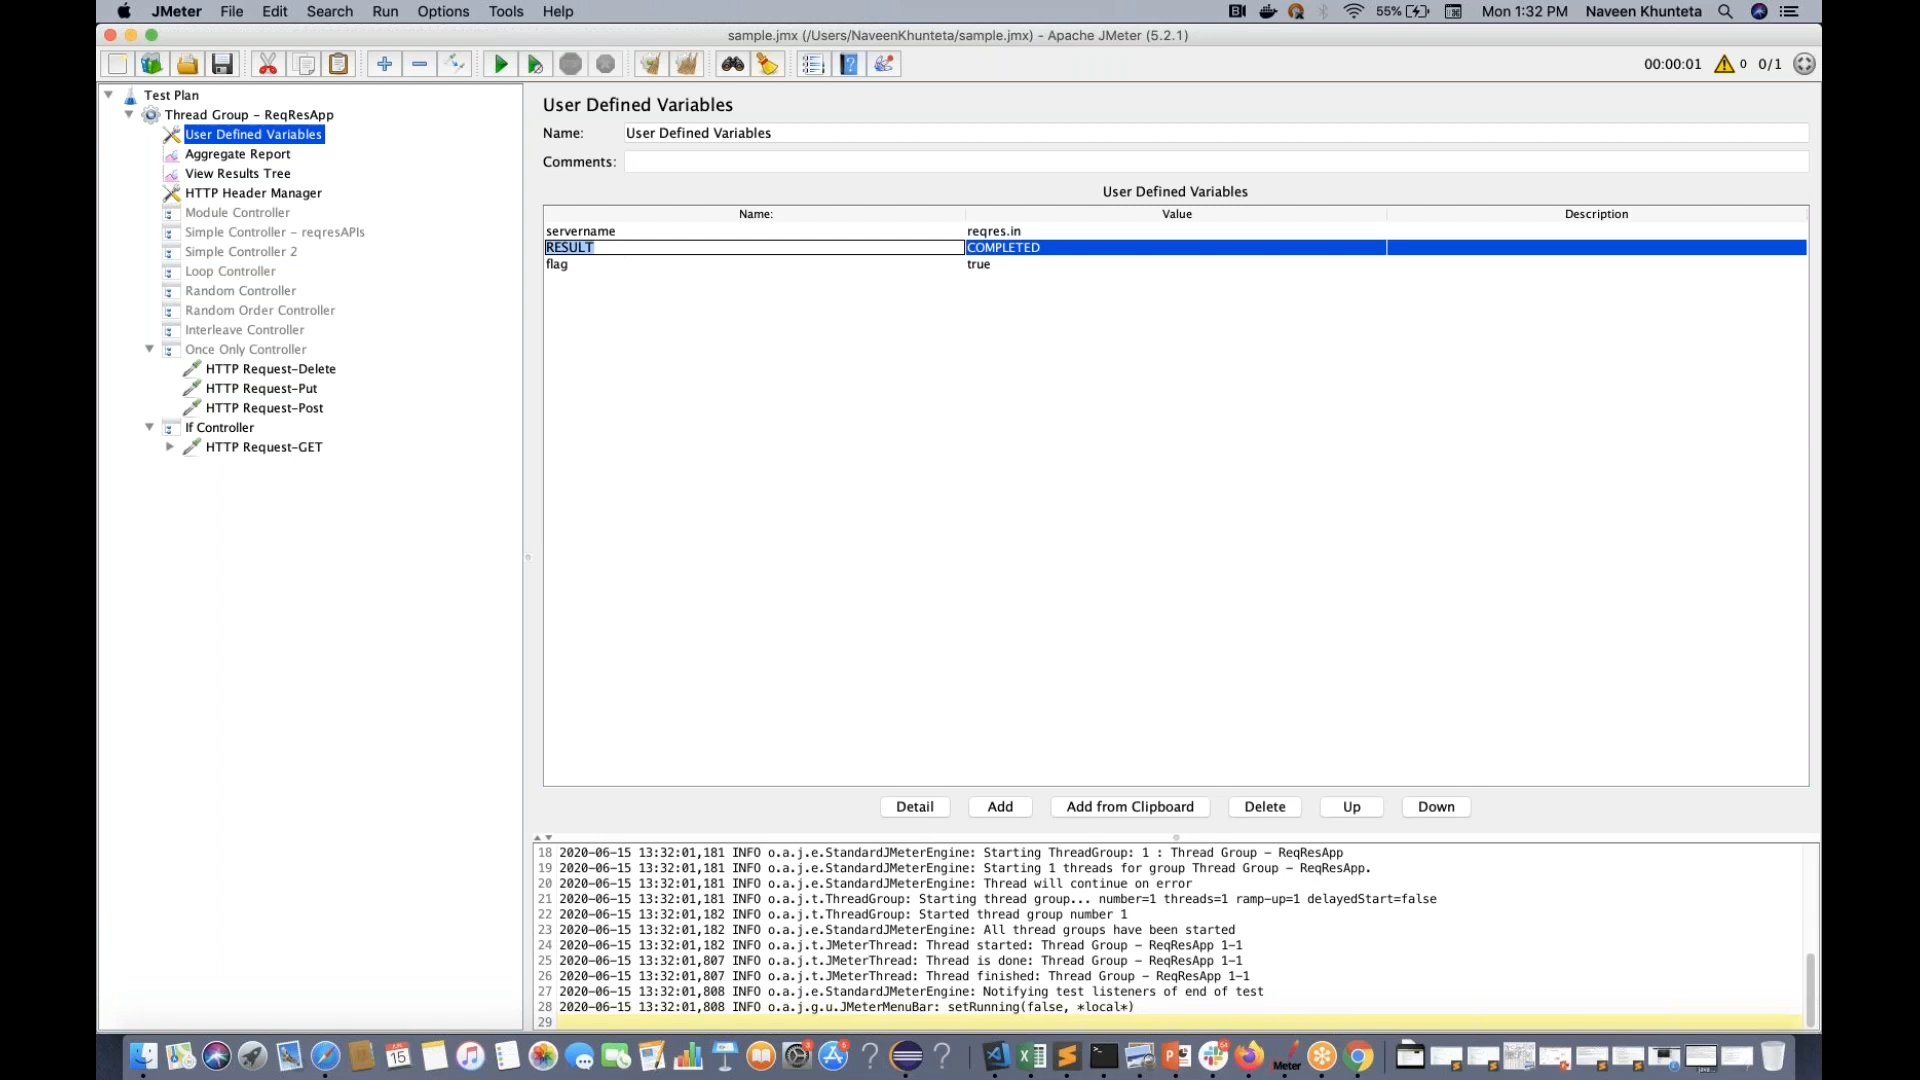 JMeter File Edit Search Run Options Tools Help
55% Mon 1:32 PM Naveen Khunteta
sample.jmx (/Users/NaveenKhunteta/sample.jmx) - Apache JMeter (5.2.1)
00:00:01 0 0/1
Test Plan
Thread Group - ReqResApp
User Defined Variables
Aggregate Report
View Results Tree
HTTP Header Manager
Module Controller
Simple Controller - reqresAPIs
Simple Controller 2
Loop Controller
Random Controller
Random Order Controller
Interleave Controller
Once Only Controller
HTTP Request-Delete
HTTP Request-Put
HTTP Request-Post
If Controller
HTTP Request-GET
User Defined Variables
Name: User Defined Variables
Comments:
User Defined Variables
Name: Value Description
servername reqres.in
RESULT COMPLETED
flag true
Detail Add Add from Clipboard Delete Up Down
18 2020-06-15 13:32:01,181 INFO o.a.j.e.StandardJMeterEngine: Starting ThreadGroup: 1 : Thread Group - ReqResApp
19 2020-06-15 13:32:01,181 INFO o.a.j.e.StandardJMeterEngine: Starting 1 threads for group Thread Group - ReqResApp.
20 2020-06-15 13:32:01,181 INFO o.a.j.e.StandardJMeterEngine: Thread will continue on error
21 2020-06-15 13:32:01,181 INFO o.a.j.t.ThreadGroup: Starting thread group... number=1 threads=1 ramp-up=1 delayedStart=false
22 2020-06-15 13:32:01,182 INFO o.a.j.t.ThreadGroup: Started thread group number 1
23 2020-06-15 13:32:01,182 INFO o.a.j.e.StandardJMeterEngine: All thread groups have been started
24 2020-06-15 13:32:01,182 INFO o.a.j.t.JMeterThread: Thread started: Thread Group - ReqResApp 1-1
25 2020-06-15 13:32:01,807 INFO o.a.j.t.JMeterThread: Thread is done: Thread Group - ReqResApp 1-1
26 2020-06-15 13:32:01,807 INFO o.a.j.t.JMeterThread: Thread finished: Thread Group - ReqResApp 1-1
27 2020-06-15 13:32:01,808 INFO o.a.j.e.StandardJMeterEngine: Notifying test listeners of end of test
28 2020-06-15 13:32:01,808 INFO o.a.j.g.u.JMeterMenuBar: setRunning(false, *local*)
29
15
Meter